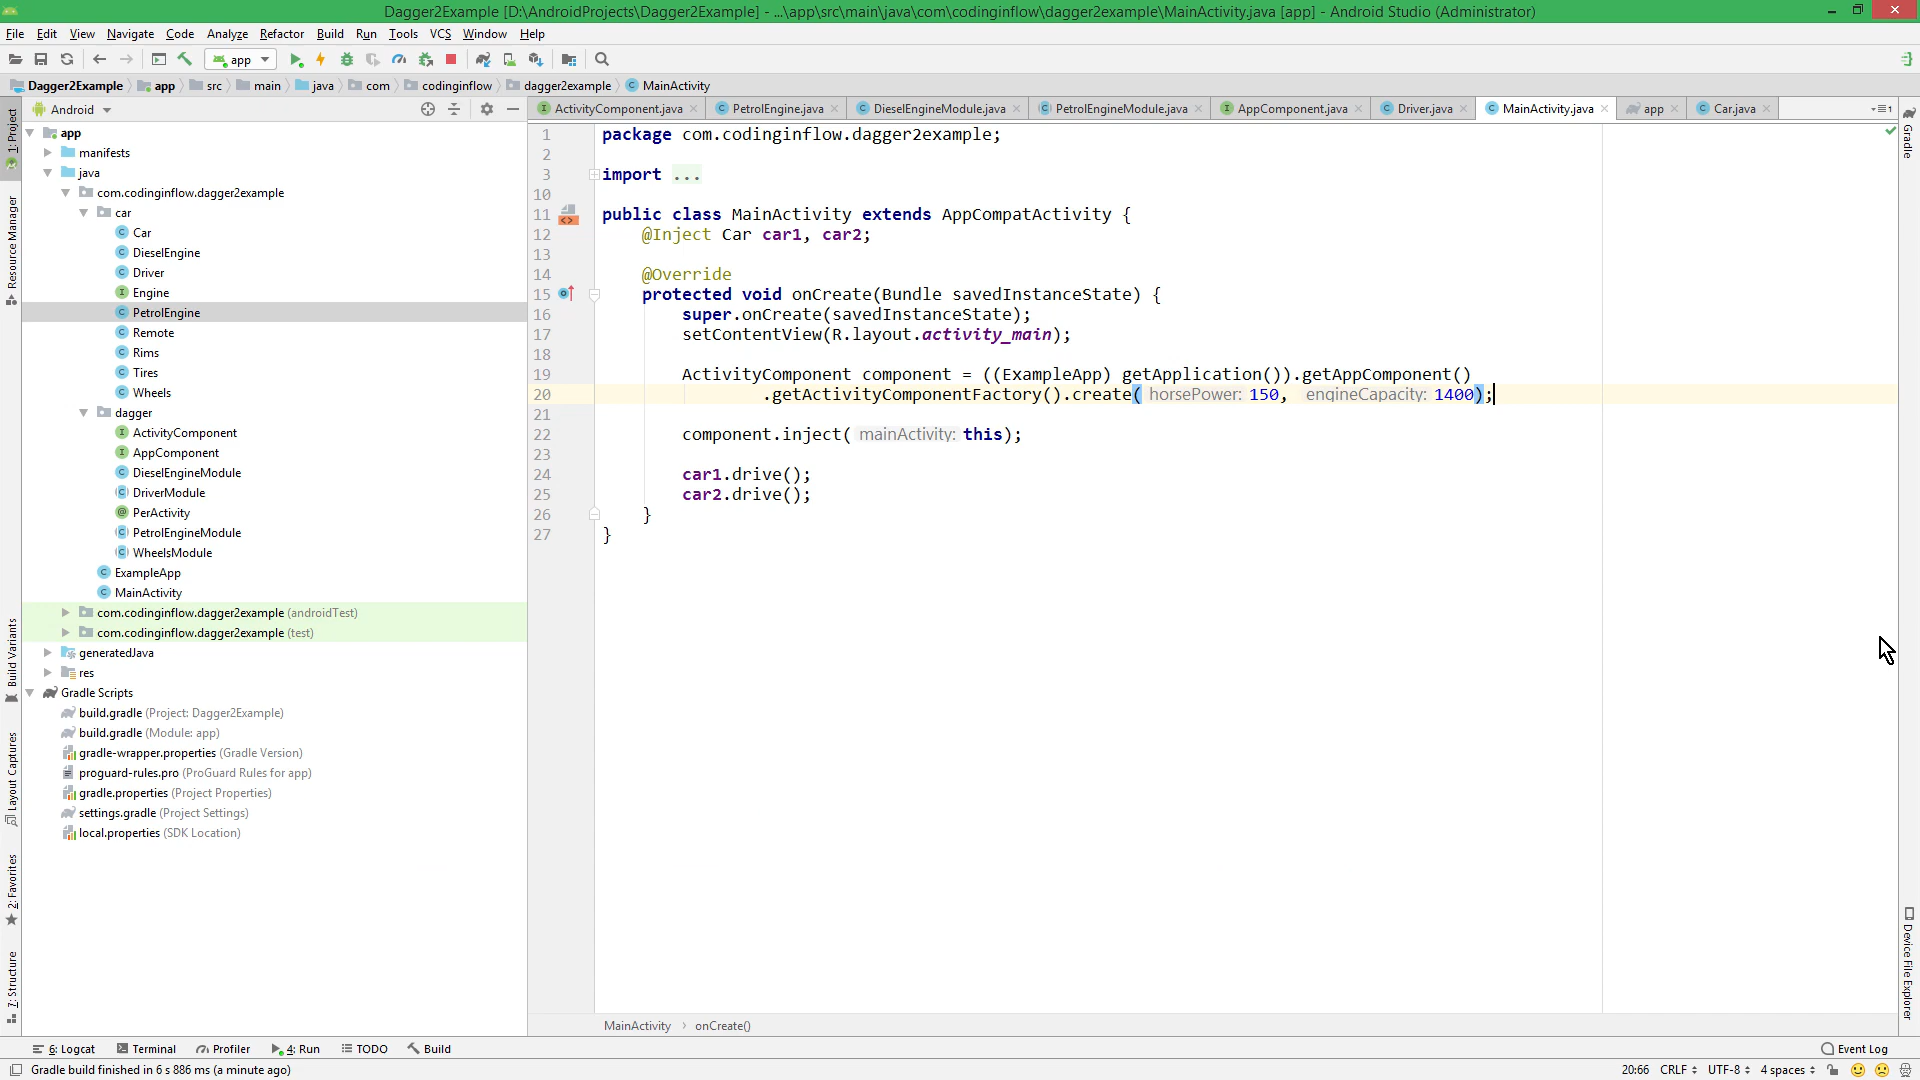 Dagger2Example [D:\AndroidProjects\Dagger2Example] - ...\app\src\main\java\com\codinginflow\dagger2example\MainActivity.java [app] - Android Studio (Administrator)
File Edit View Navigate Code Analyze Refactor Build Run Tools VCS Window Help
app
Dagger2Example app src main java com codinginflow dagger2example MainActivity
Android
ActivityComponent.java PetrolEngine.java DieselEngineModule.java PetrolEngineModule.java AppComponent.java Driver.java MainActivity.java app Car.java
1
1: Project
Resource Manager
Build Variants
Layout Captures
2: Favorites
7: Structure
app
manifests
java
com.codinginflow.dagger2example
car
Car
DieselEngine
Driver
Engine
PetrolEngine
Remote
Rims
Tires
Wheels
dagger
ActivityComponent
AppComponent
DieselEngineModule
DriverModule
PerActivity
PetrolEngineModule
WheelsModule
ExampleApp
MainActivity
com.codinginflow.dagger2example (androidTest)
com.codinginflow.dagger2example (test)
generatedJava
res
Gradle Scripts
build.gradle (Project: Dagger2Example)
build.gradle (Module: app)
gradle-wrapper.properties (Gradle Version)
proguard-rules.pro (ProGuard Rules for app)
gradle.properties (Project Properties)
settings.gradle (Project Settings)
local.properties (SDK Location)
1 package com.codinginflow.dagger2example;
2
3 import ...
10
11 public class MainActivity extends AppCompatActivity {
12 @Inject Car car1, car2;
13
14 @Override
15 protected void onCreate(Bundle savedInstanceState) {
16 super.onCreate(savedInstanceState);
17 setContentView(R.layout.activity_main);
18
19 ActivityComponent component = ((ExampleApp) getApplication()).getAppComponent()
20 .getActivityComponentFactory().create( horsePower: 150, engineCapacity: 1400);
21
22 component.inject( mainActivity: this);
23
24 car1.drive();
25 car2.drive();
26 }
27 }
MainActivity onCreate()
Gradle
Device File Explorer
6: Logcat Terminal Profiler 4: Run TODO Build Event Log
Gradle build finished in 6 s 886 ms (a minute ago) 20:66 CRLF UTF-8 4 spaces